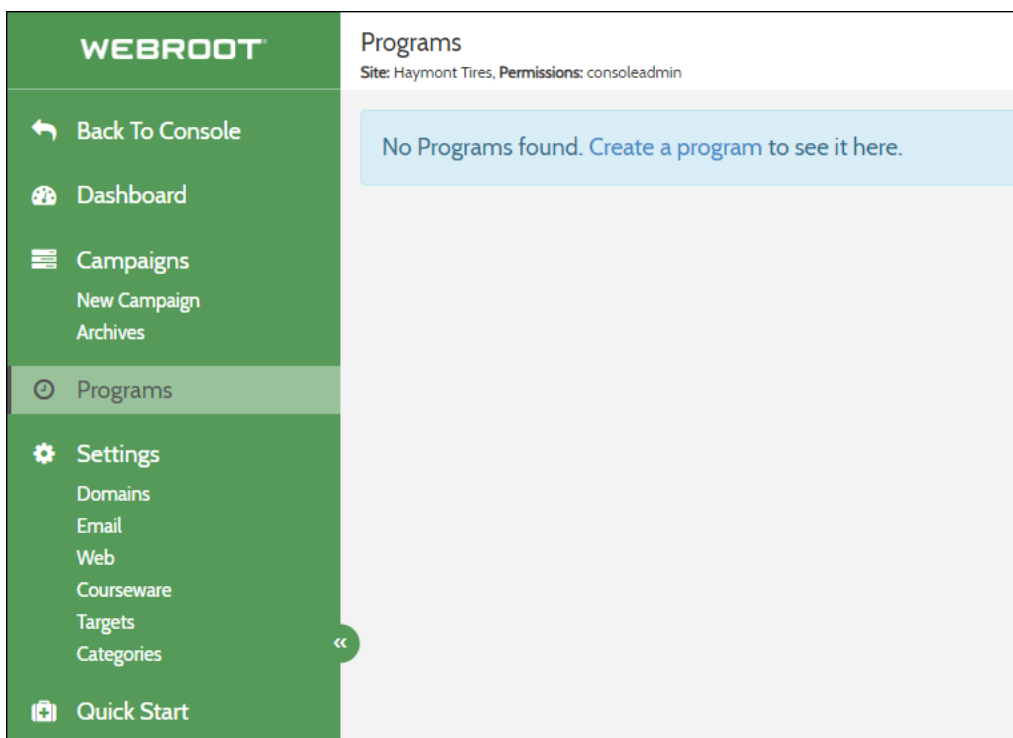 WEBROOT
Back To Console
Dashboard
Campaigns
New Campaign
Archives
Programs
Settings
Domains
Email
Web
Courseware
Targets
Categories
«
Quick Start
Programs
Site: Haymont Tires, Permissions: consoleadmin
No Programs found. Create a program to see it here.